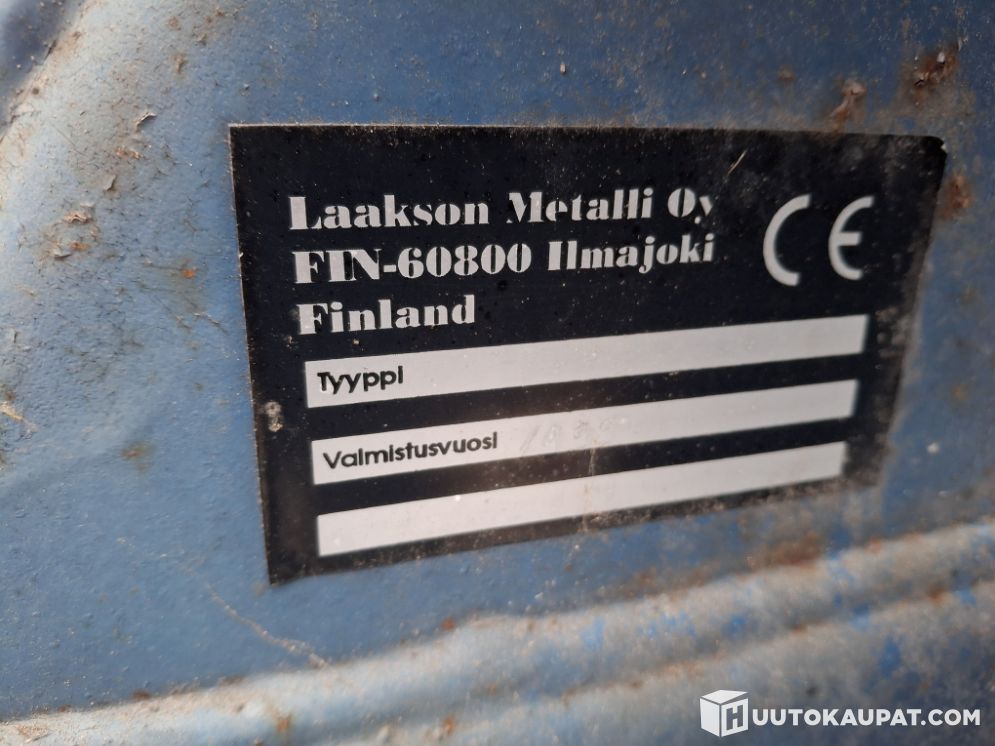 Laakson Metalli Oy
FIN-60800 Ilmajoki
Finland
CE
Tyyppi
Valmistusvuosi
HUUTOKAUPAT.COM